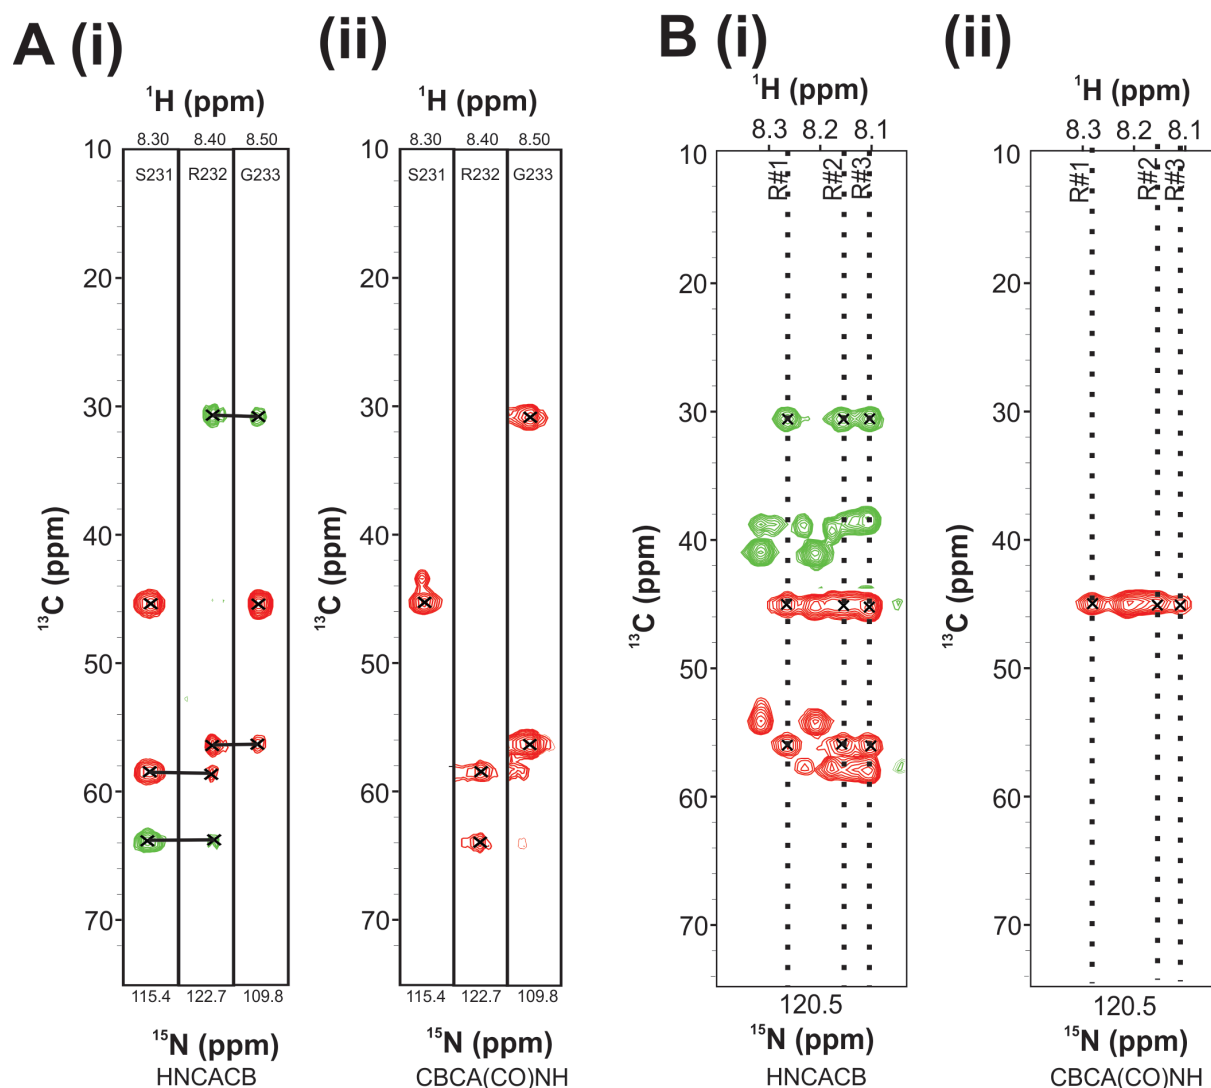 A (i)
(ii)
B (i)
(ii)
1H (ppm)
1H (ppm)
1H (ppm)
1H (ppm)
8.30 8.40 8.50
8.30 8.40 8.50
8.3 8.2 8.1
8.3 8.2 8.1
10
S231 R232 G233
20
30
40
50
60
70
13C (ppm)
115.4 122.7 109.8
15N (ppm)
HNCACB
10
S231 R232 G233
20
30
40
50
60
70
13C (ppm)
115.4 122.7 109.8
15N (ppm)
CBCA(CO)NH
10
R#1 R#2 R#3
20
30
40
50
60
70
13C (ppm)
120.5
15N (ppm)
HNCACB
10
R#1 R#2 R#3
20
30
40
50
60
70
13C (ppm)
120.5
15N (ppm)
CBCA(CO)NH